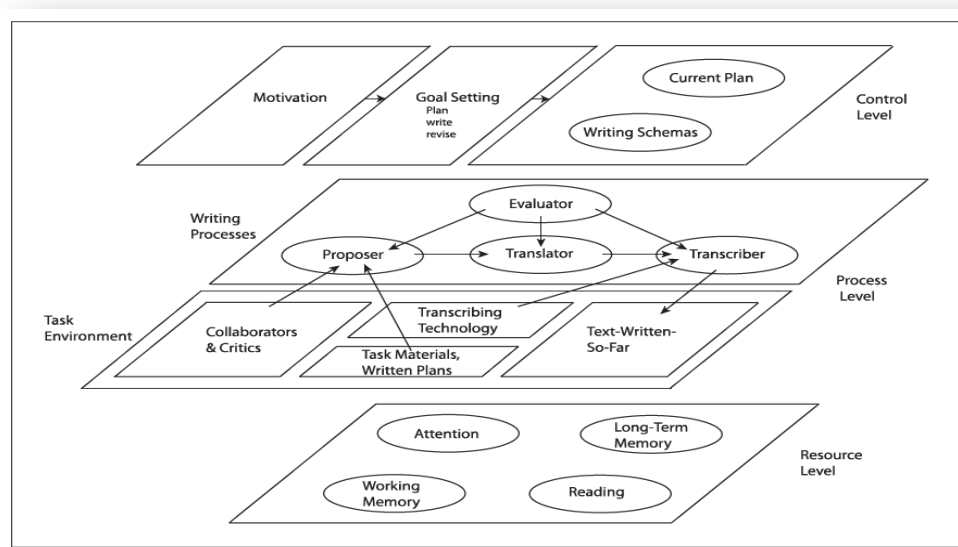 Motivation
Goal Setting
Plan
write
revise
Current Plan
Writing Schemas
Control
Level
Writing
Processes
Evaluator
Proposer
Translator
Transcriber
Process
Level
Task
Environment
Collaborators
& Critics
Transcribing
Technology
Task Materials,
Written Plans
Text-Written-
So-Far
Attention
Long-Term
Memory
Working
Memory
Reading
Resource
Level